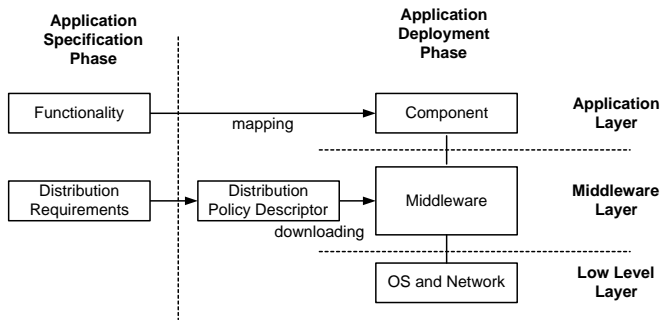 Application
Specification
Phase
Application
Deployment
Phase
Functionality
mapping
Component
Application
Layer
Distribution
Requirements
Distribution
Policy Descriptor
downloading
Middleware
Middleware
Layer
OS and Network
Low Level
Layer